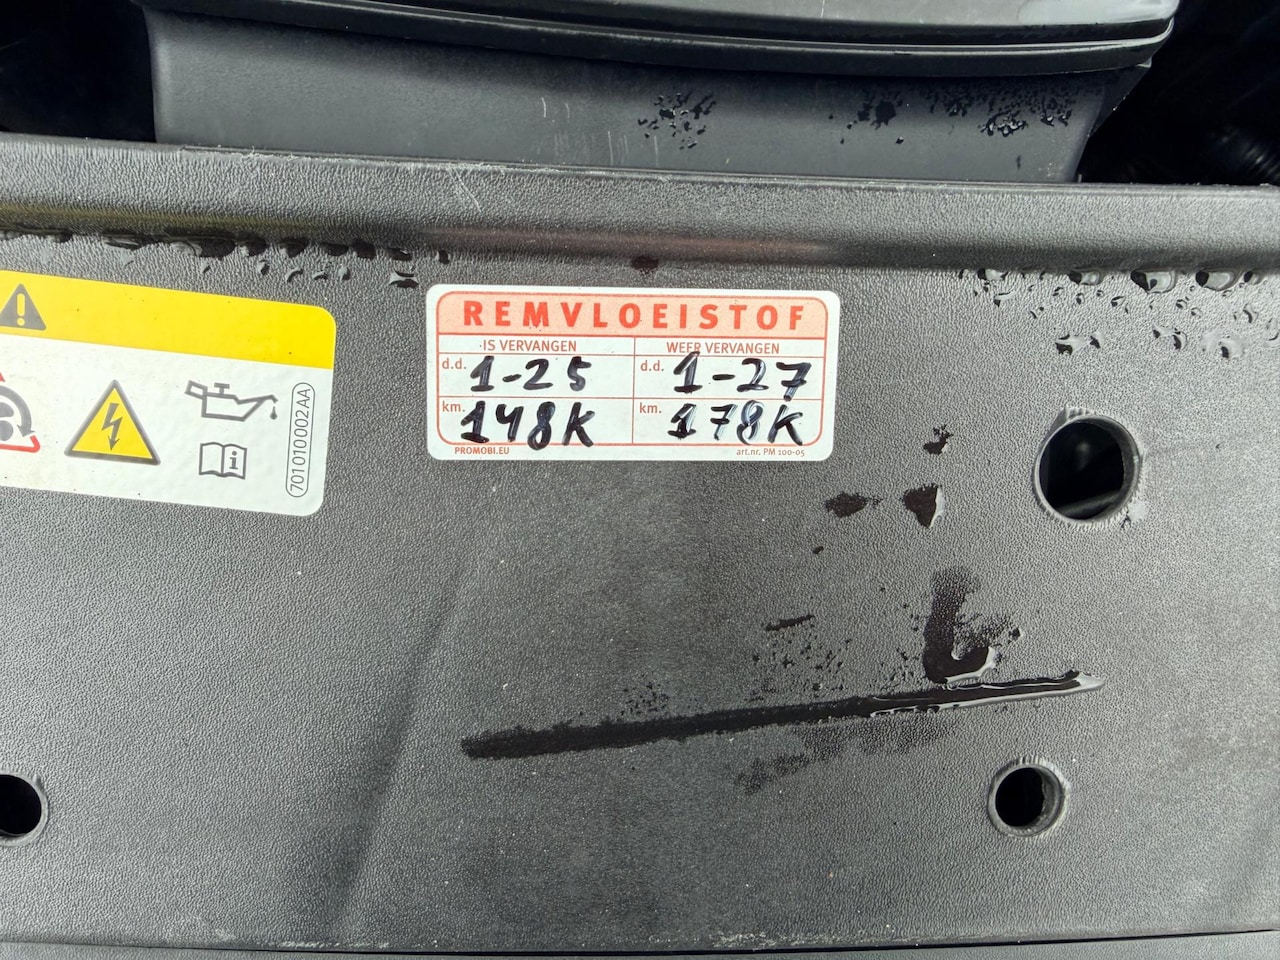 REMVLOEISTOF
IS VERVANGEN WEER VERVANGEN
d.d. 1-25 d.d. 1-27
km. 148K km. 178K
PROMOBI.EU art.nr. PM 100-05
701010002AA